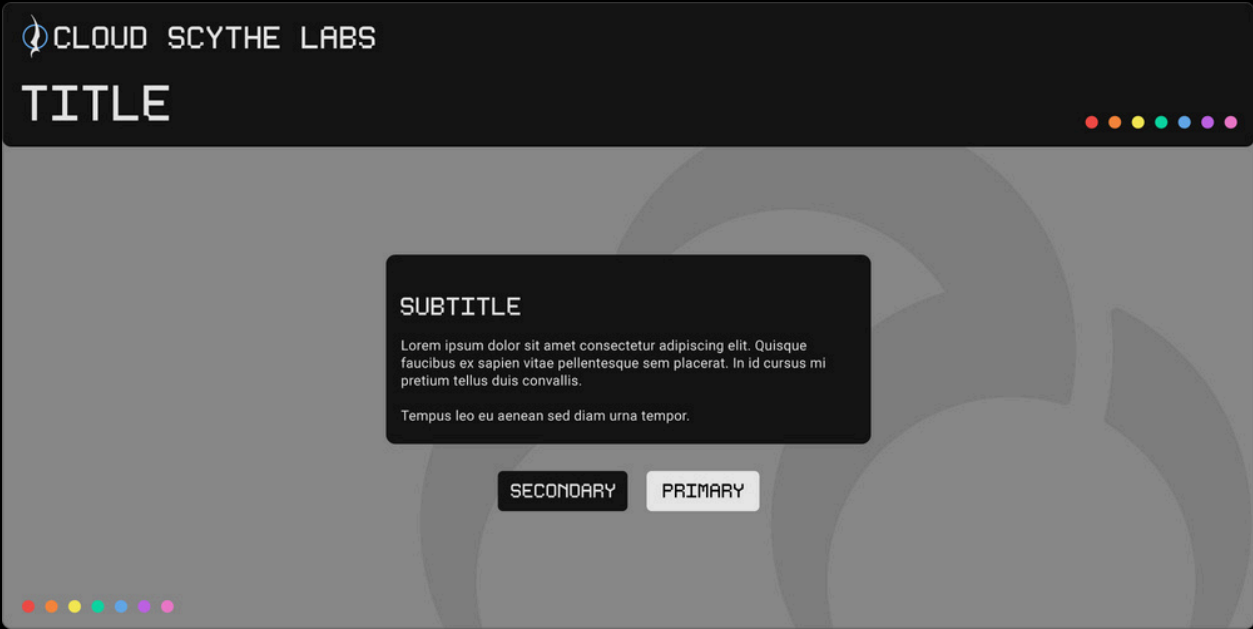 CLOUD SCYTHE LABS
TITLE
SUBTITLE
Lorem ipsum dolor sit amet consectetur adipiscing elit. Quisque
faucibus ex sapien vitae pellentesque sem placerat. In id cursus mi
pretium tellus duis convallis.
Tempus leo eu aenean sed diam urna tempor.
SECONDARY
PRIMARY